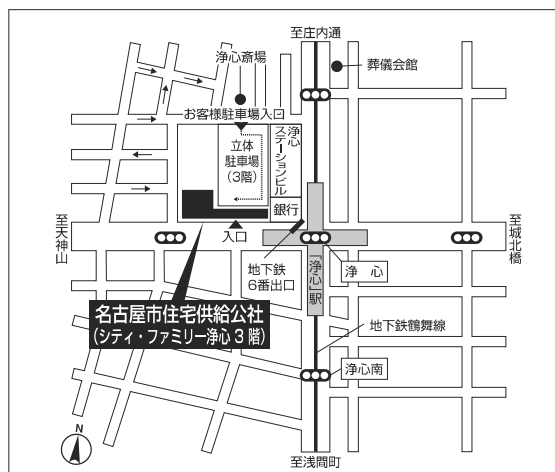 至庄内通
浄心斎場
葬儀会館
お客様駐車場入口
浄心
ステーションビル
立体
駐車場
(3階)
銀行
至天神山
至城北橋
入口
地下鉄
6番出口
「浄心」駅
浄 心
名古屋市住宅供給公社
(シティ・ファミリー浄心3階)
地下鉄鶴舞線
浄心南
N
至浅間町